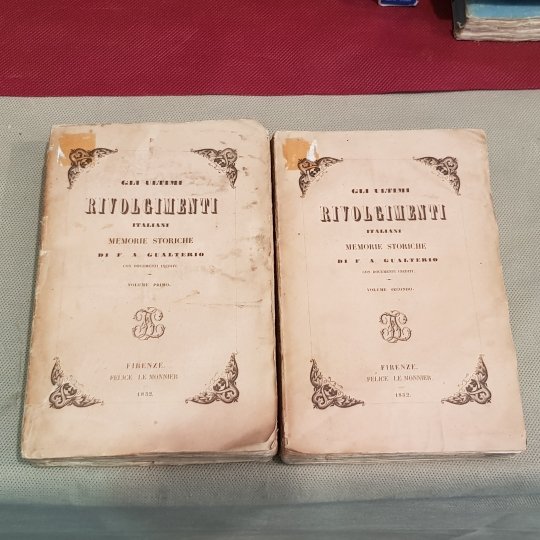 GLI ULTIMI
RIVOLGIMENTI
ITALIANI
MEMORIE STORICHE
DI F. A. GUALTERIO
CON DOCUMENTI INEDITI
VOLUME PRIMO.
FIRENZE.
FELICE LE MONNIER
1852.
GLI ULTIMI
RIVOLGIMENTI
ITALIANI
MEMORIE STORICHE
DI F. A. GUALTERIO
CON DOCUMENTI INEDITI
VOLUME SECONDO.
FIRENZE.
FELICE LE MONNIER
1852.